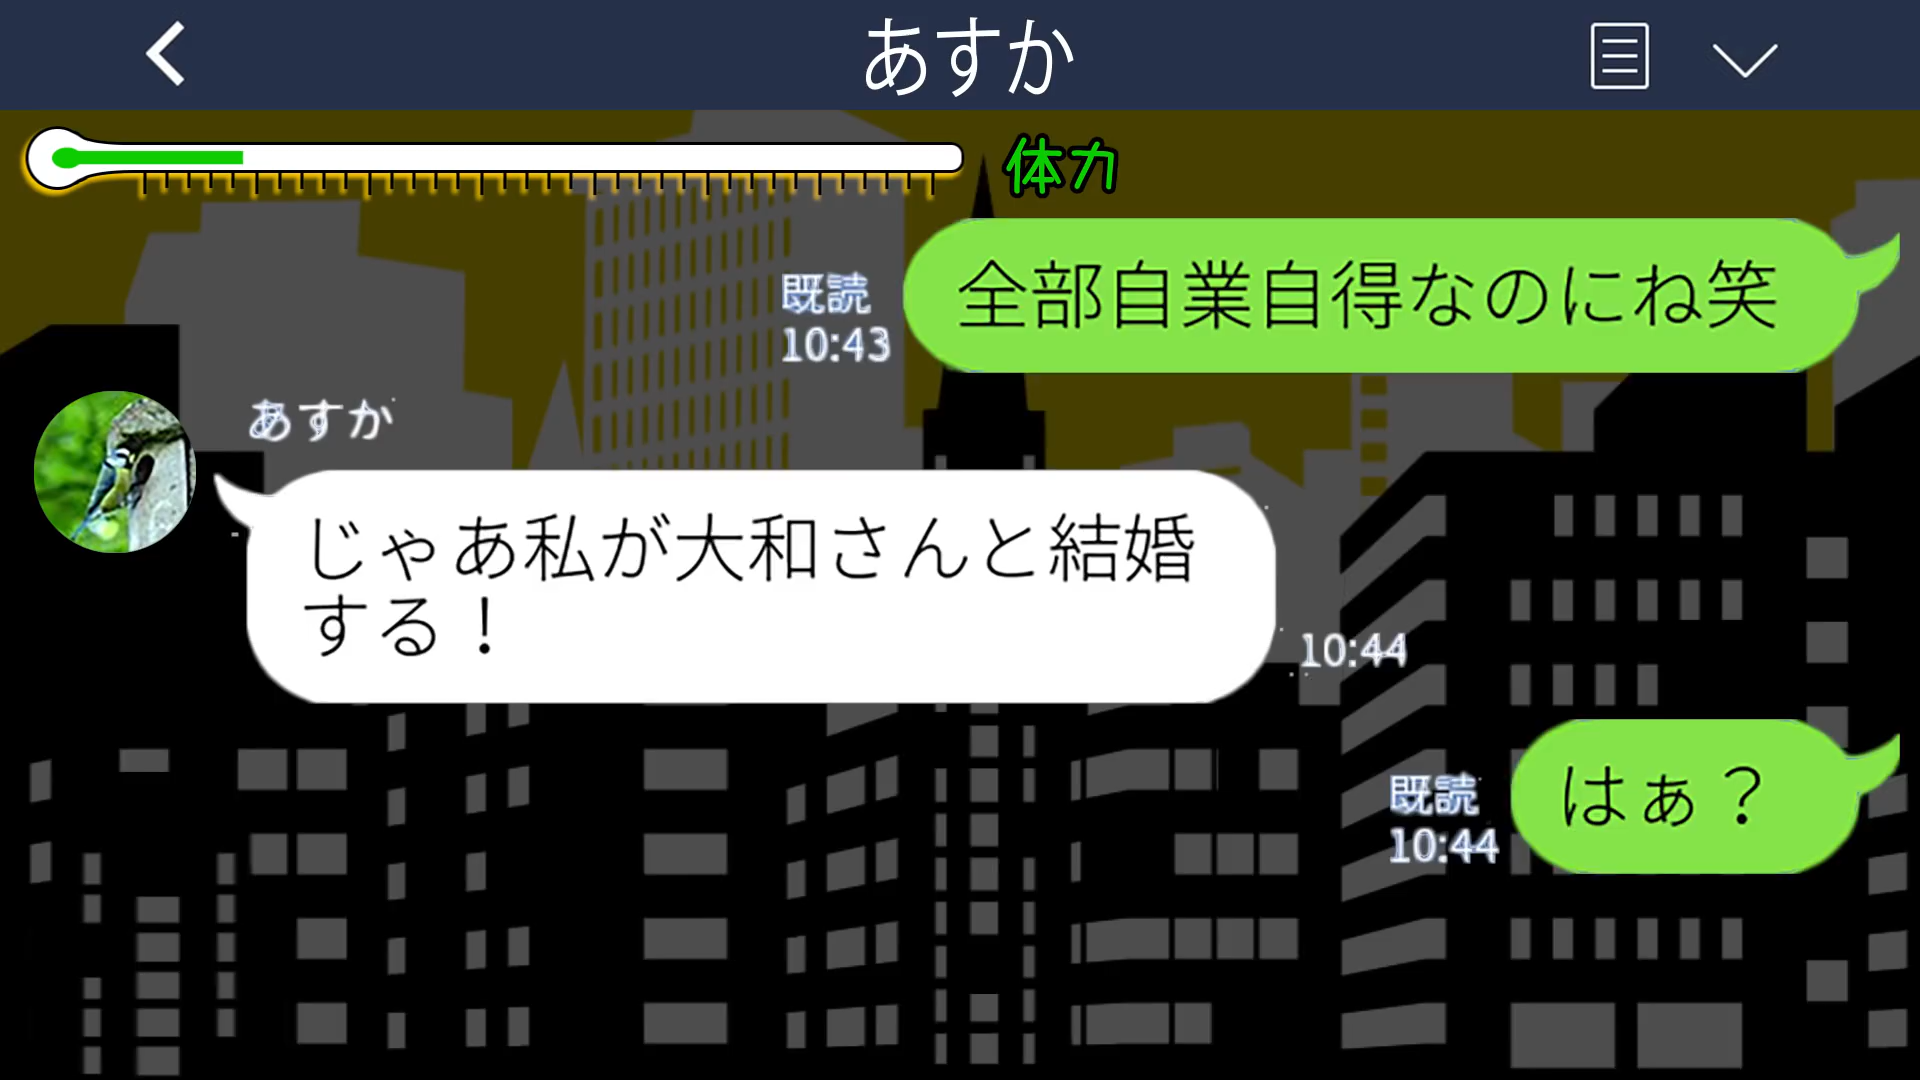 あすか
体力
全部自業自得なのにね笑
既読
10:43
あすか
じゃあ私が大和さんと結婚
する！
10:44
はぁ？
既読
10:44